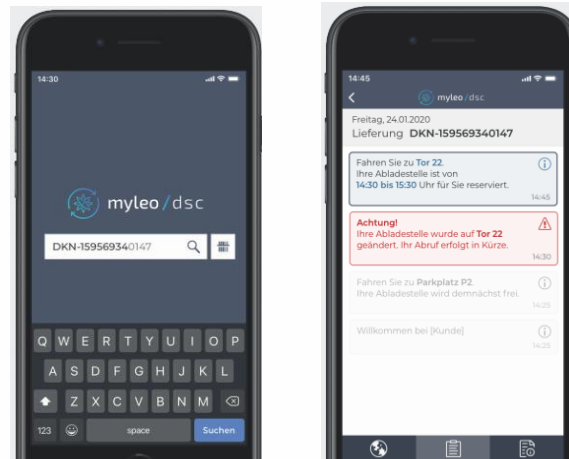 14:30
myleo / dsc
DKN-159569340147
Q W E R T Y U I O P
A S D F G H J K L
Z X C V B N M
123 space Suchen
14:45
myleo / dsc
Freitag, 24.01.2020
Lieferung DKN-159569340147
Fahren Sie zu Tor 22.
Ihre Abladestelle ist von
14:30 bis 15:30 Uhr für Sie reserviert.
14:45
Achtung!
Ihre Abladestelle wurde auf Tor 22
geändert. Ihr Abruf erfolgt in Kürze.
14:30
Fahren Sie zu Parkplatz P2.
Ihre Abladestelle wird demnächst frei.
14:25
Willkommen bei [Kunde]
14:25